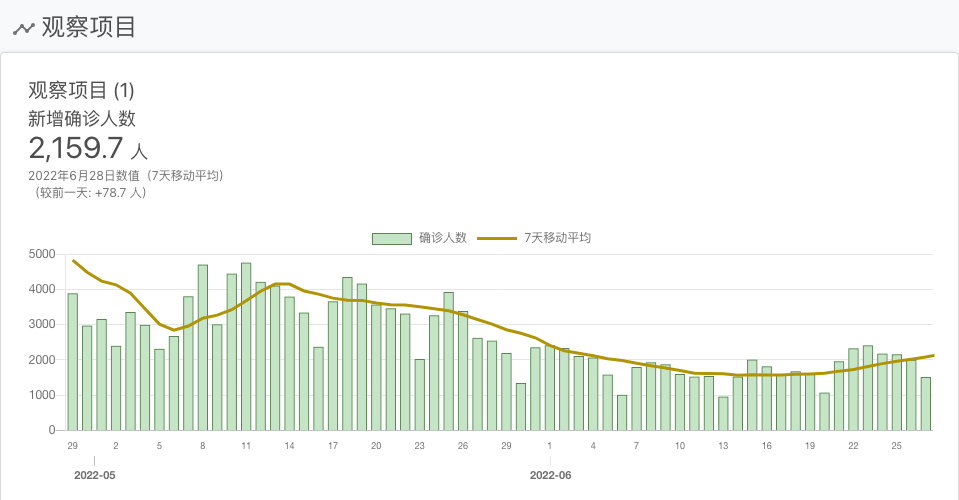 观察项目
观察项目 (1)
新增确诊人数
2,159.7 人
2022年6月28日数值（7天移动平均）
（较前一天: +78.7 人）
确诊人数 7天移动平均
5000
4000
3000
2000
1000
0
29 2 5 8 11 14 17 20 23 26 29 1 4 7 10 13 16 19 22 25
2022-05 2022-06